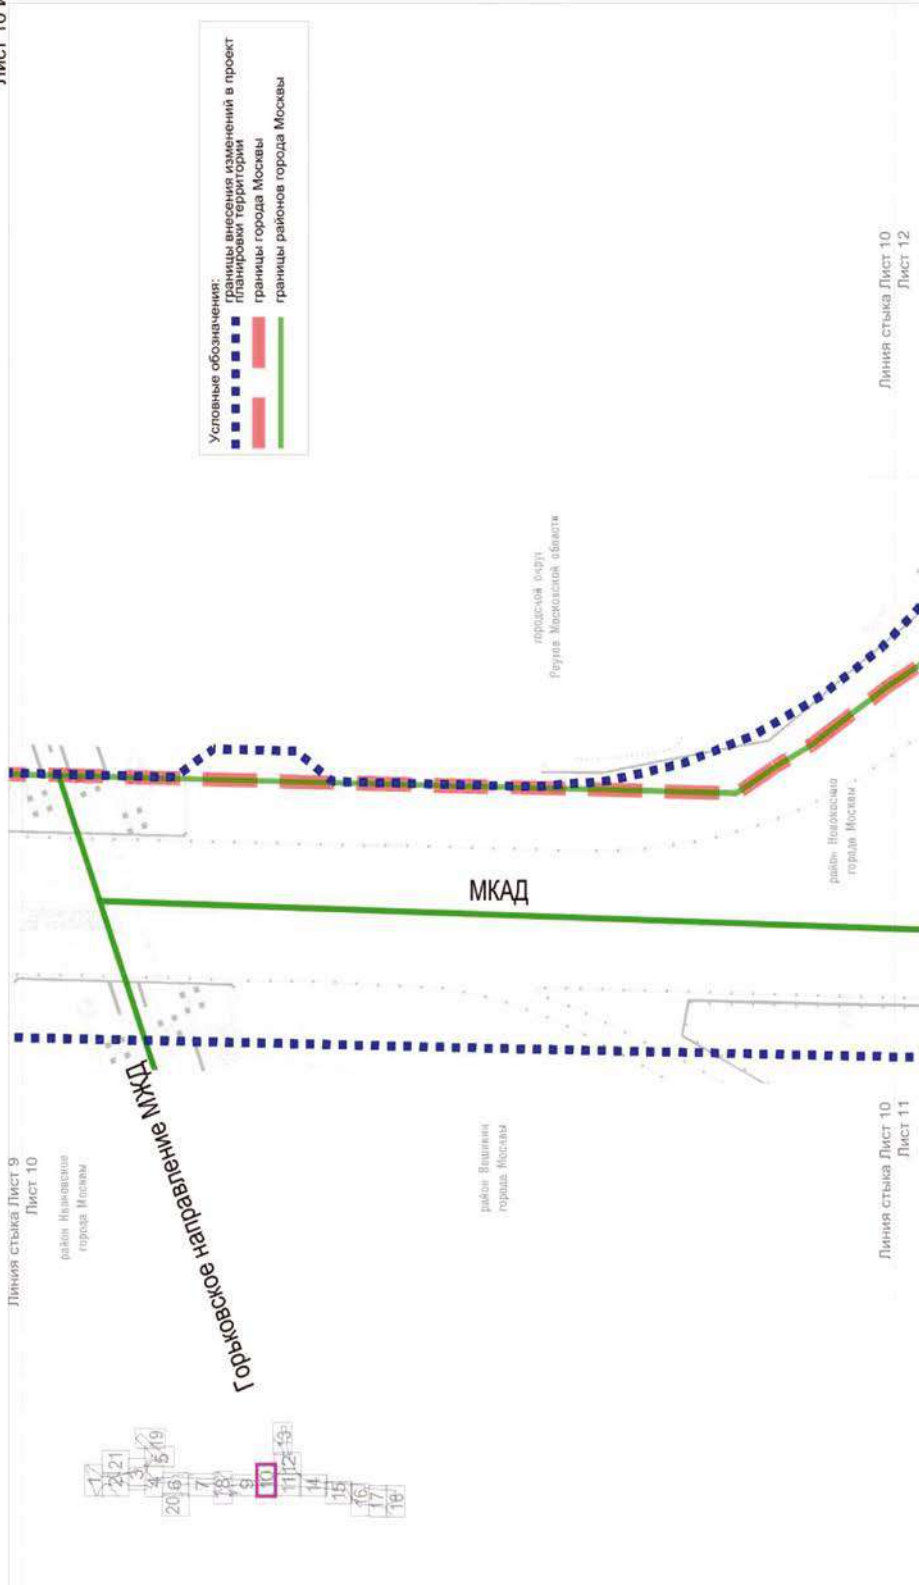 Лист 10
Условные обозначения:
границы внесения изменений в проект
планировки территории
границы города Москвы
границы районов города Москвы
Линия стыка Лист 9
Лист 10
район Ивановское
города Москвы
Горьковское направление МЖД
МКАД
городской округ
Реутов Московской области
район Вешняки
города Москвы
район Новокосино
города Москвы
Линия стыка Лист 10
Лист 11
Линия стыка Лист 10
Лист 12
1
2
21
3
19
4
5
20
6
7
8
9
10
11
12
13
14
15
16
17
18